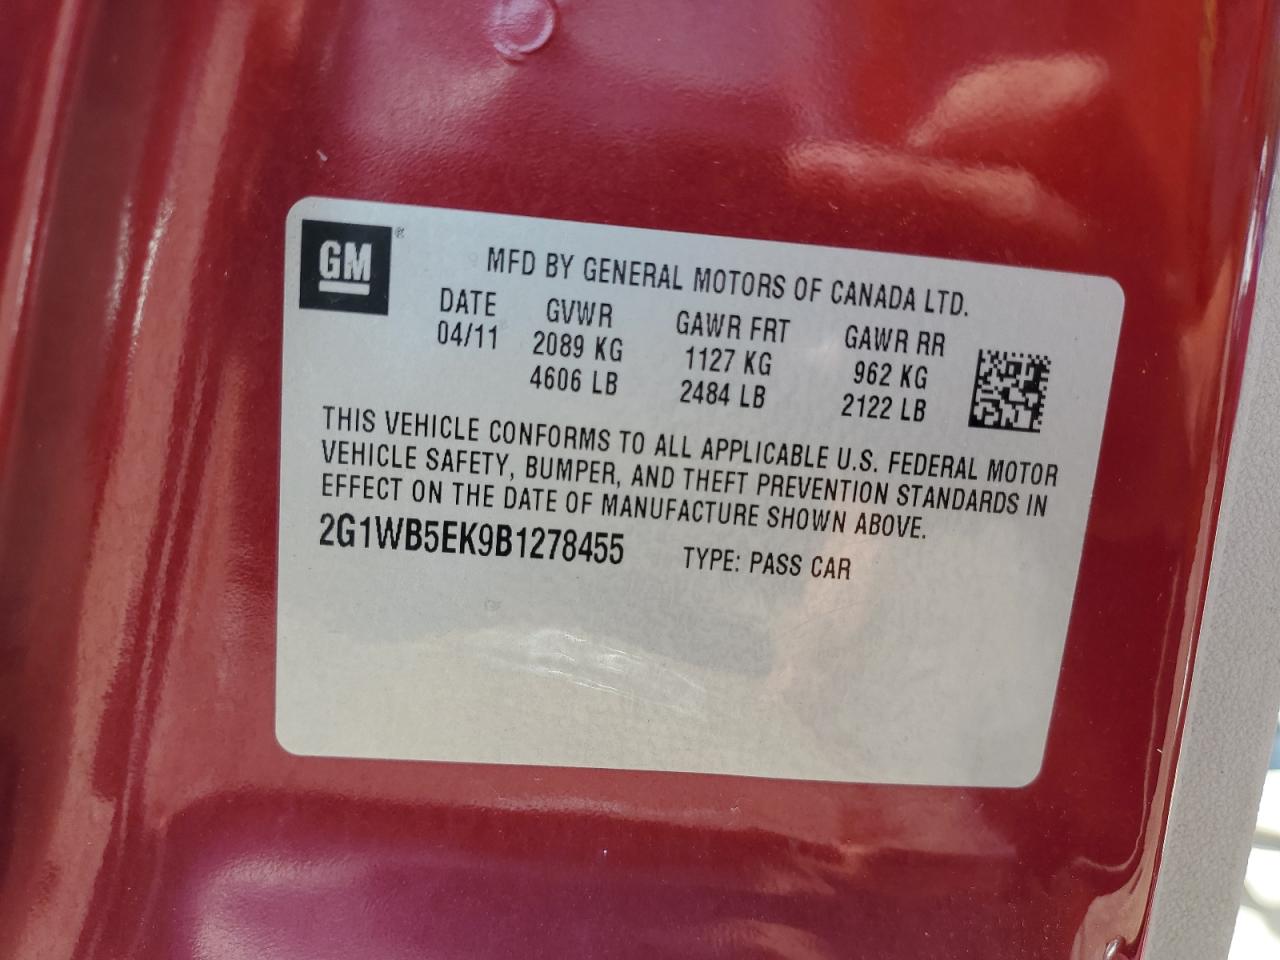 GM ®
MFD BY GENERAL MOTORS OF CANADA LTD.
DATE GVWR GAWR FRT GAWR RR
04/11 2089 KG 1127 KG 962 KG
4606 LB 2484 LB 2122 LB
THIS VEHICLE CONFORMS TO ALL APPLICABLE U.S. FEDERAL MOTOR
VEHICLE SAFETY, BUMPER, AND THEFT PREVENTION STANDARDS IN
EFFECT ON THE DATE OF MANUFACTURE SHOWN ABOVE.
2G1WB5EK9B1278455 TYPE: PASS CAR